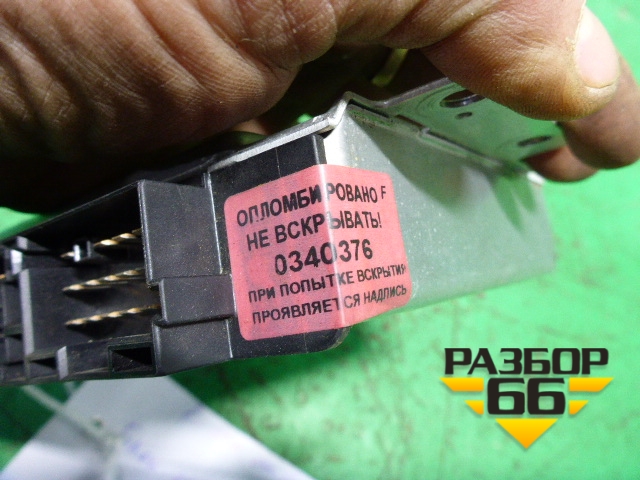 ОПЛОМБИРОВАНО F
НЕ ВСКРЫВАТЬ!
0340376
ПРИ ПОПЫТКЕ ВСКРЫТИЯ
ПРОЯВЛЯЕТСЯ НАДПИСЬ
РАЗБОР
66